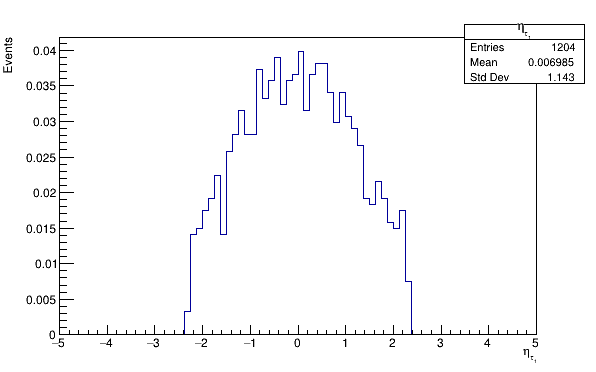 η_τ₁
Entries 1204
Mean 0.006985
Std Dev 1.143
Events
0.04
0.035
0.03
0.025
0.02
0.015
0.01
0.005
0
−5 −4 −3 −2 −1 0 1 2 3 4 5
η_τ₁